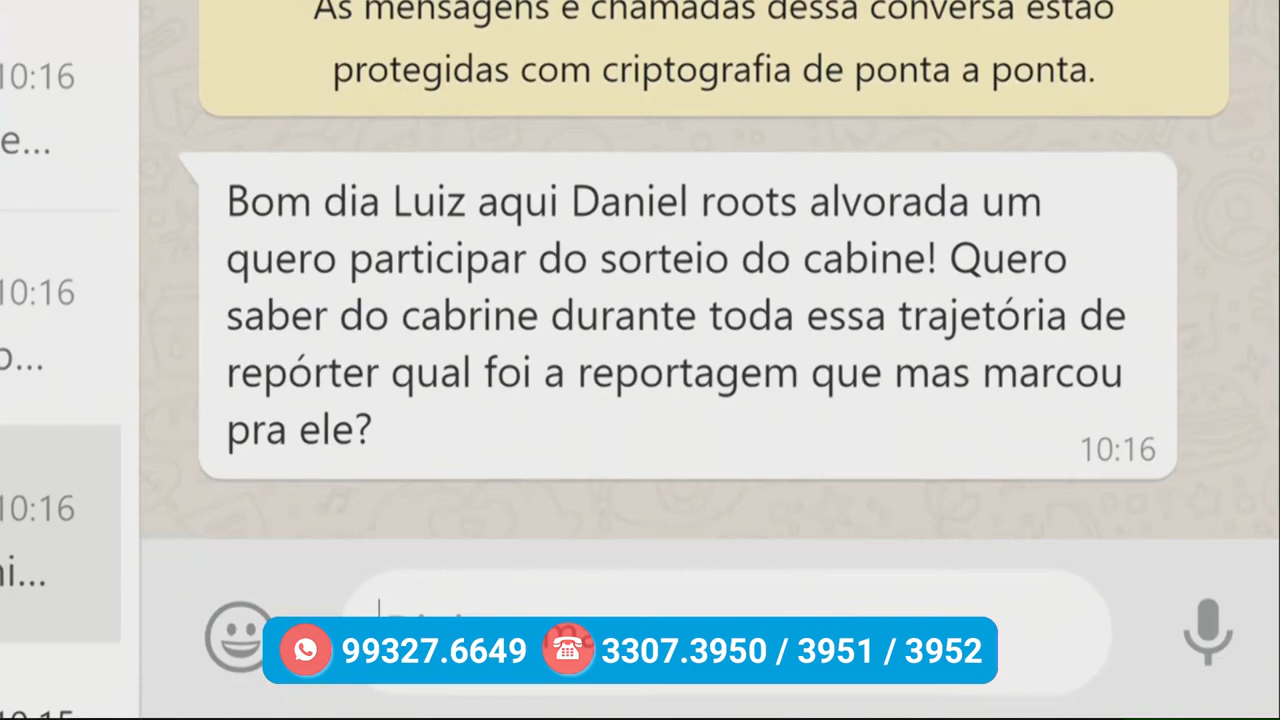 As mensagens e chamadas dessa conversa estão
protegidas com criptografia de ponta a ponta.
10:16
e...
Bom dia Luiz aqui Daniel roots alvorada um
quero participar do sorteio do cabine! Quero
saber do cabrine durante toda essa trajetória de
repórter qual foi a reportagem que mas marcou
pra ele?
10:16
10:16
o...
10:16
ni...
99327.6649 3307.3950 / 3951 / 3952